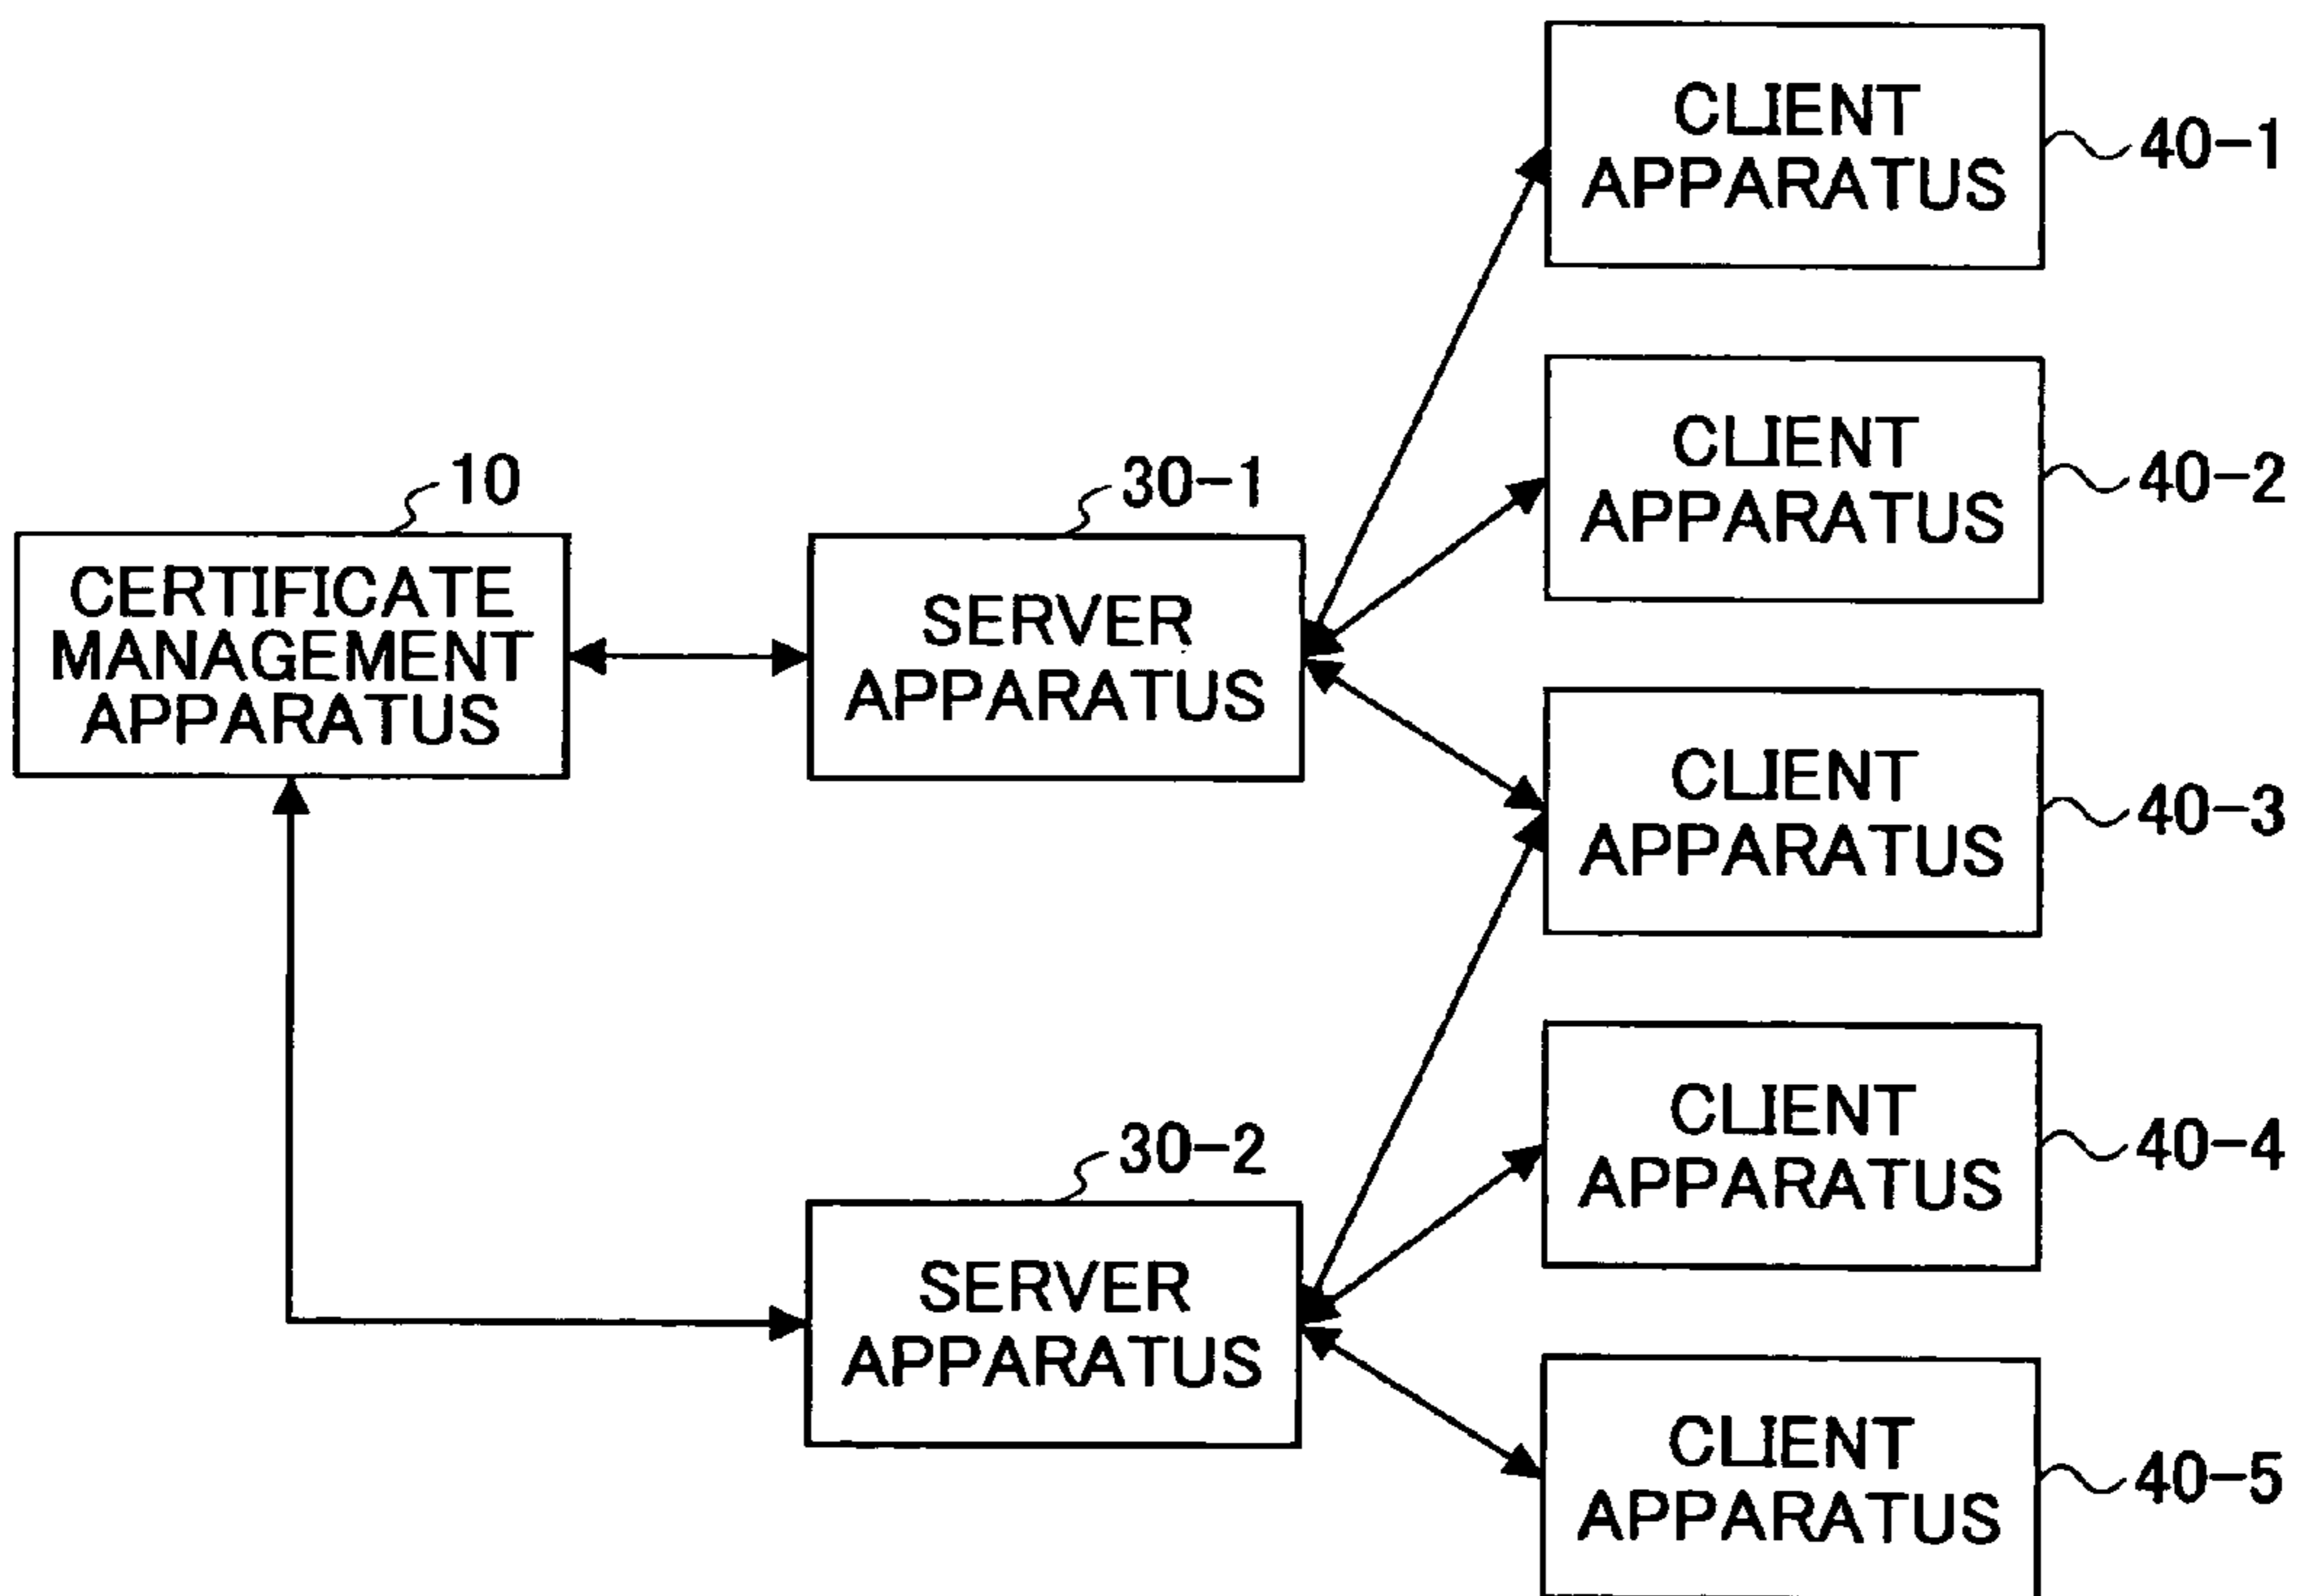 CLIENT
APPARATUS
40-1
CLIENT
APPARATUS
40-2
10
CERTIFICATE
MANAGEMENT
APPARATUS
30-1
SERVER
APPARATUS
CLIENT
APPARATUS
40-3
CLIENT
APPARATUS
40-4
30-2
SERVER
APPARATUS
CLIENT
APPARATUS
40-5